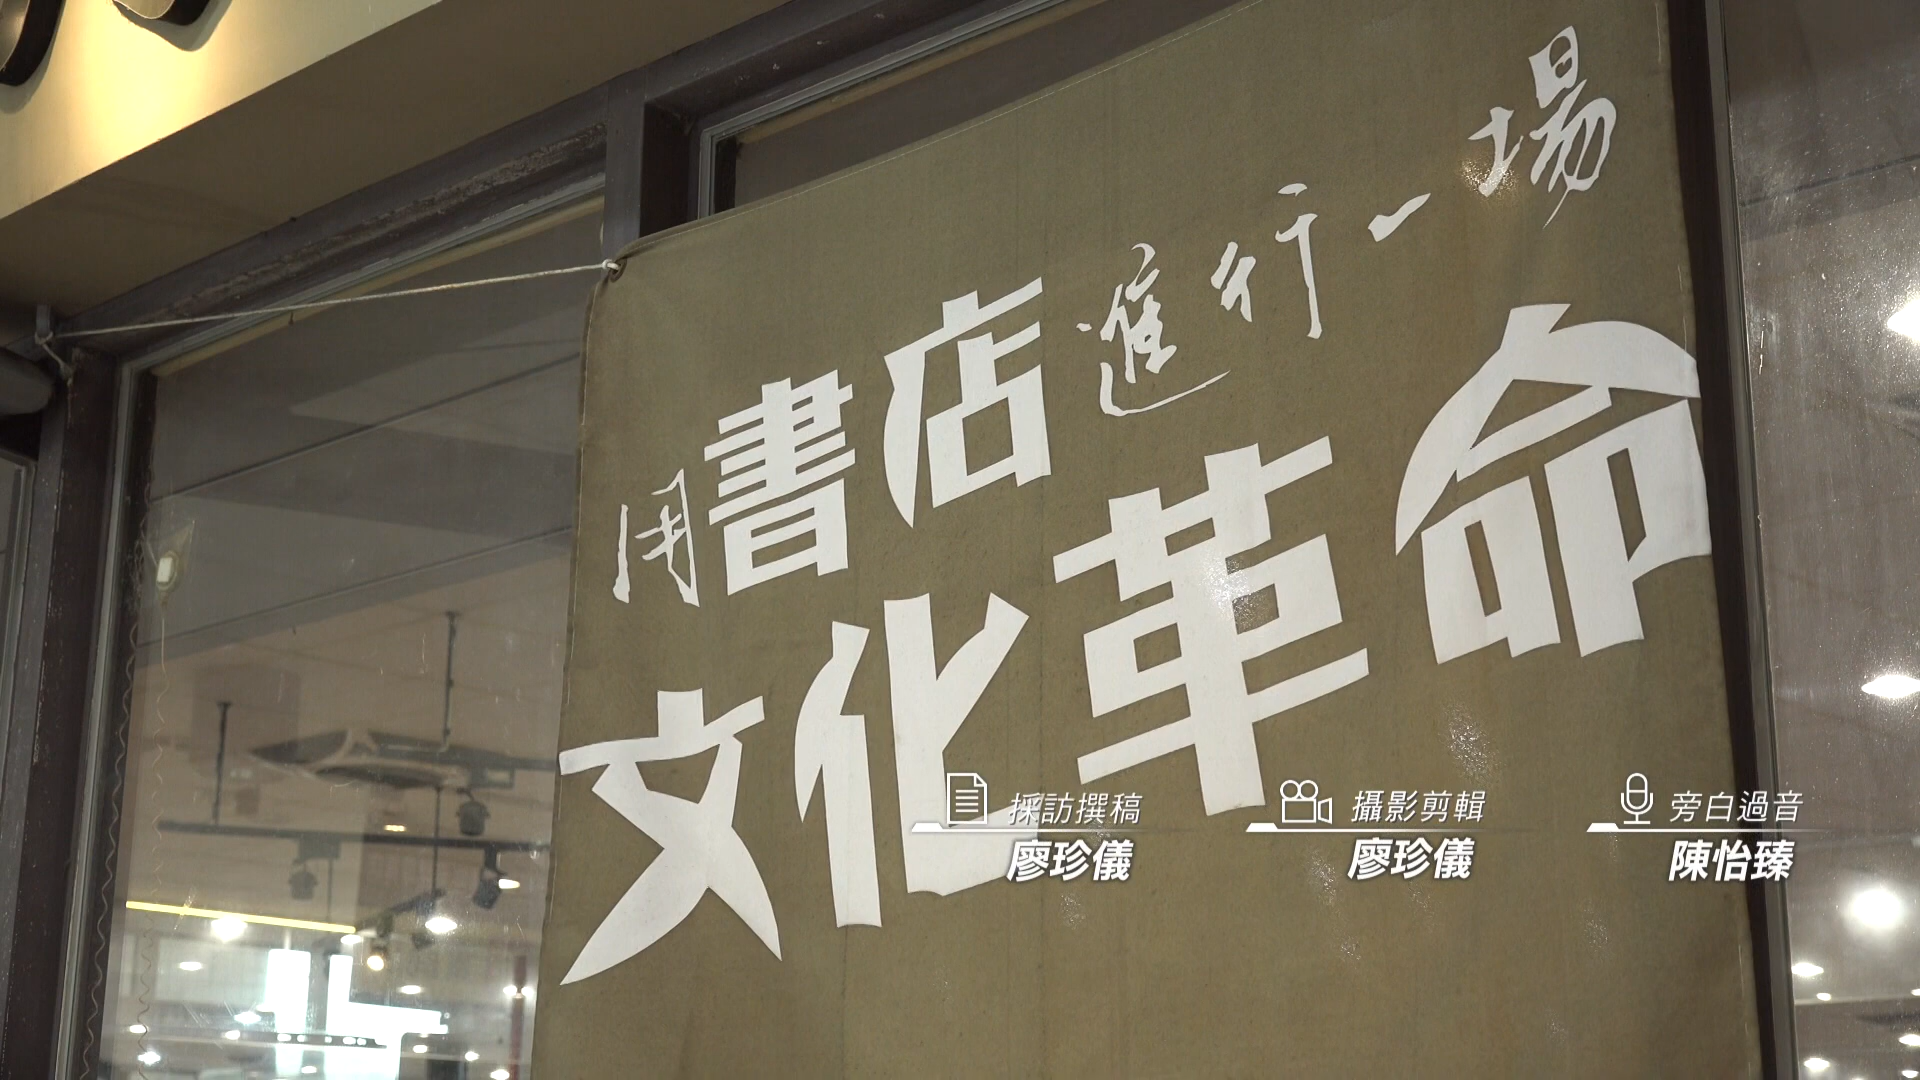 用書店進行一場
文化革命
採訪撰稿
廖珍儀
攝影剪輯
廖珍儀
旁白過音
陳怡臻